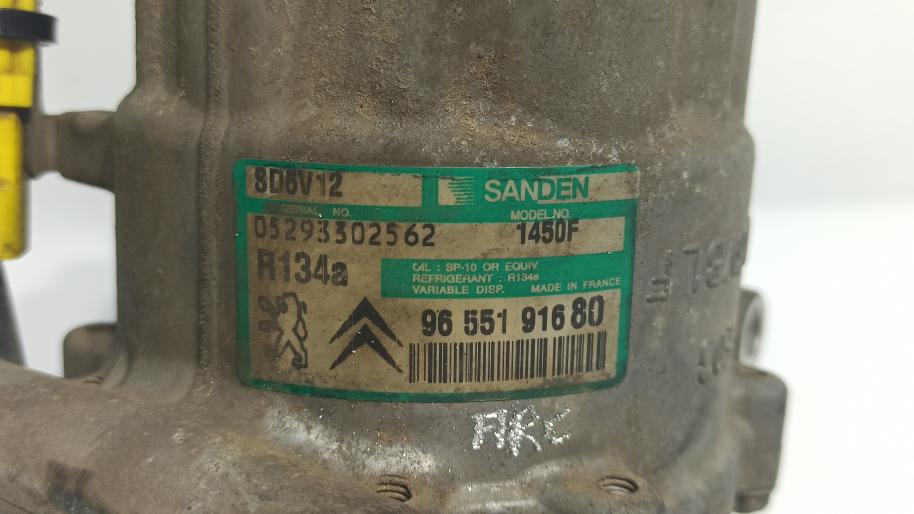 SD6V12
SANDEN
SERIAL NO.
MODEL NO.
05293302562
1450F
R134a
OIL : SP-10 OR EQUIV.
REFRIGERANT : R134a
VARIABLE DISP. MADE IN FRANCE
96 551 916 80
ARC